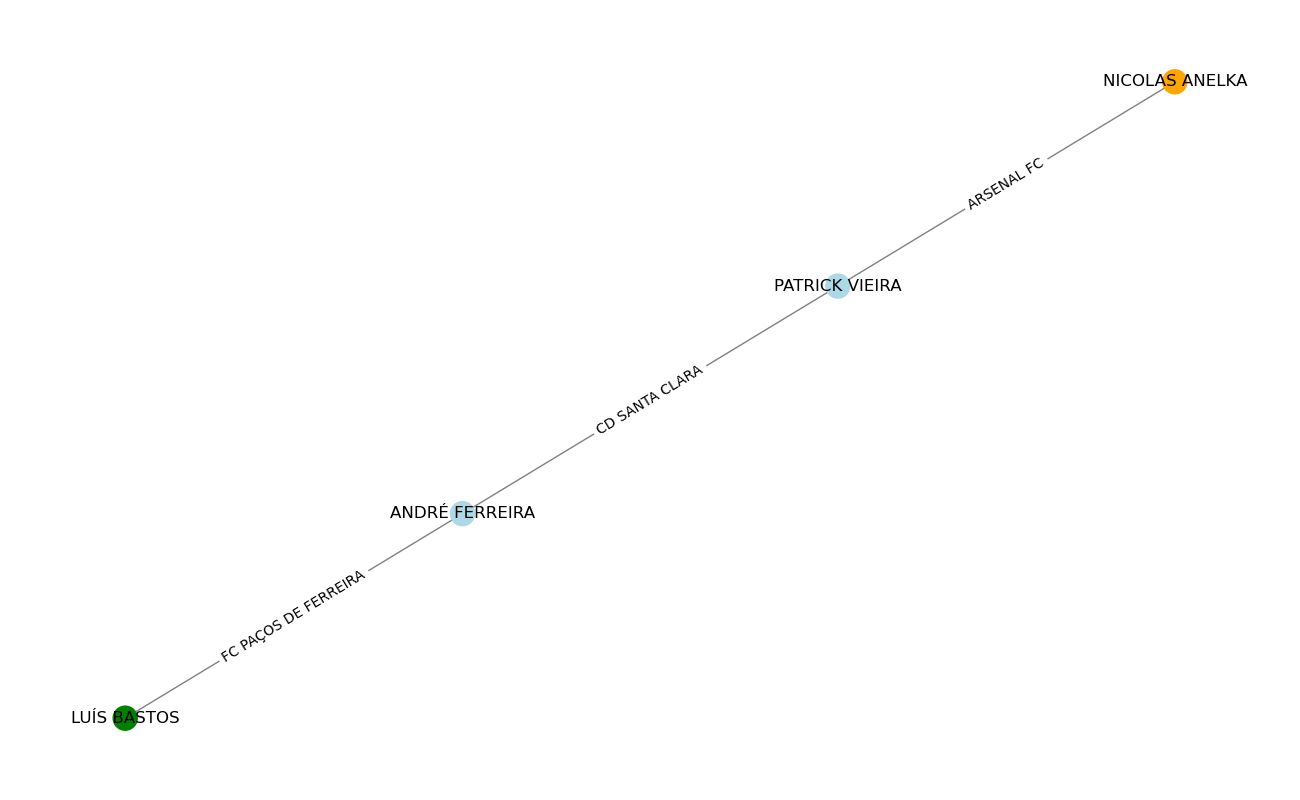 NICOLAS ANELKA
ARSENAL FC
PATRICK VIEIRA
CD SANTA CLARA
ANDRÉ FERREIRA
FC PAÇOS DE FERREIRA
LUÍS BASTOS